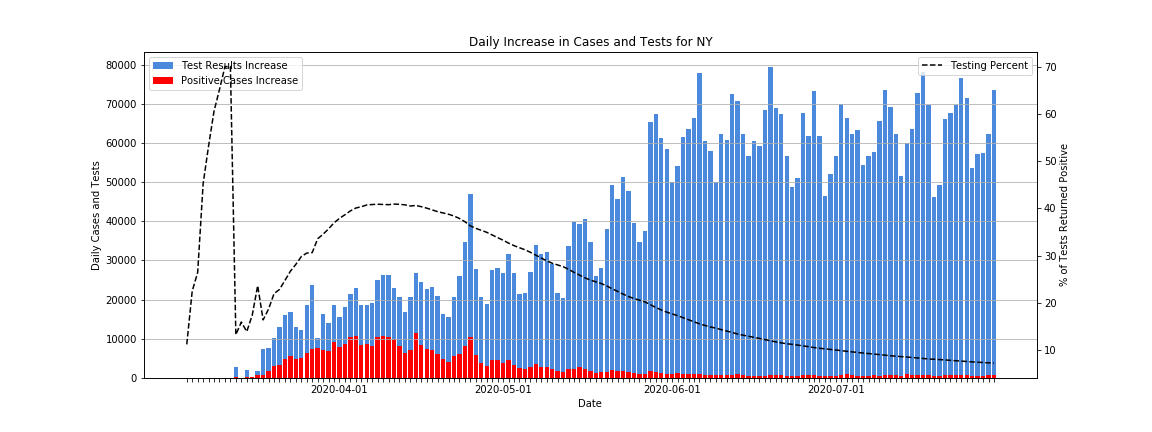 Daily Increase in Cases and Tests for NY
Test Results Increase
Positive Cases Increase
Testing Percent
80000
70000
60000
50000
40000
30000
20000
10000
0
Daily Cases and Tests
70
60
50
40
30
20
10
% of Tests Returned Positive
2020-04-01
2020-05-01
2020-06-01
2020-07-01
Date